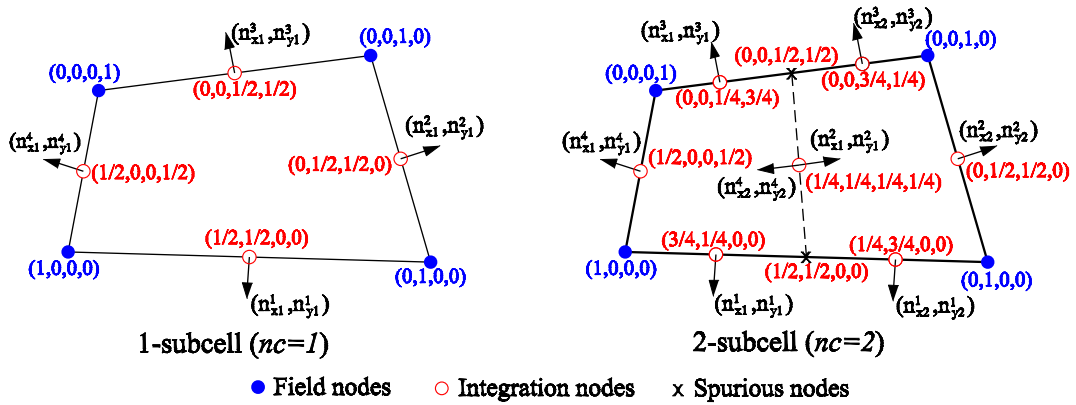 (n³x1,n³y1)
(0,0,1,0)
(0,0,0,1)
(0,0,1/2,1/2)
(n²x1,n²y1)
(n⁴x1,n⁴y1)
(1/2,0,0,1/2)
(0,1/2,1/2,0)
(1/2,1/2,0,0)
(1,0,0,0)
(0,1,0,0)
(n¹x1,n¹y1)
1-subcell (nc=1)
(n³x1,n³y1)
(n³x2,n³y2)
(0,0,1/2,1/2)
(0,0,1,0)
(0,0,0,1)
(0,0,1/4,3/4)
(0,0,3/4,1/4)
(n⁴x1,n⁴y1)
(n²x1,n²y1)
(n²x2,n²y2)
(1/2,0,0,1/2)
(0,1/2,1/2,0)
(n⁴x2,n⁴y2)
(1/4,1/4,1/4,1/4)
(3/4,1/4,0,0)
(1/4,3/4,0,0)
(1,0,0,0)
(1/2,1/2,0,0)
(0,1,0,0)
(n¹x1,n¹y1)
(n¹x2,n¹y2)
2-subcell (nc=2)
Field nodes
Integration nodes
x Spurious nodes